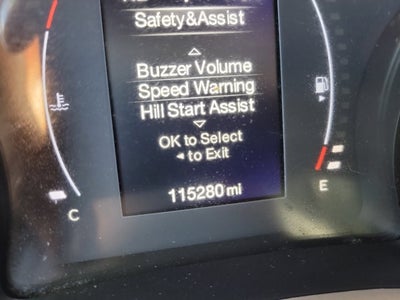 Safety&Assist
Buzzer Volume
Speed Warning
Hill Start Assist
OK to Select
◂ to Exit
115280 mi
C
E